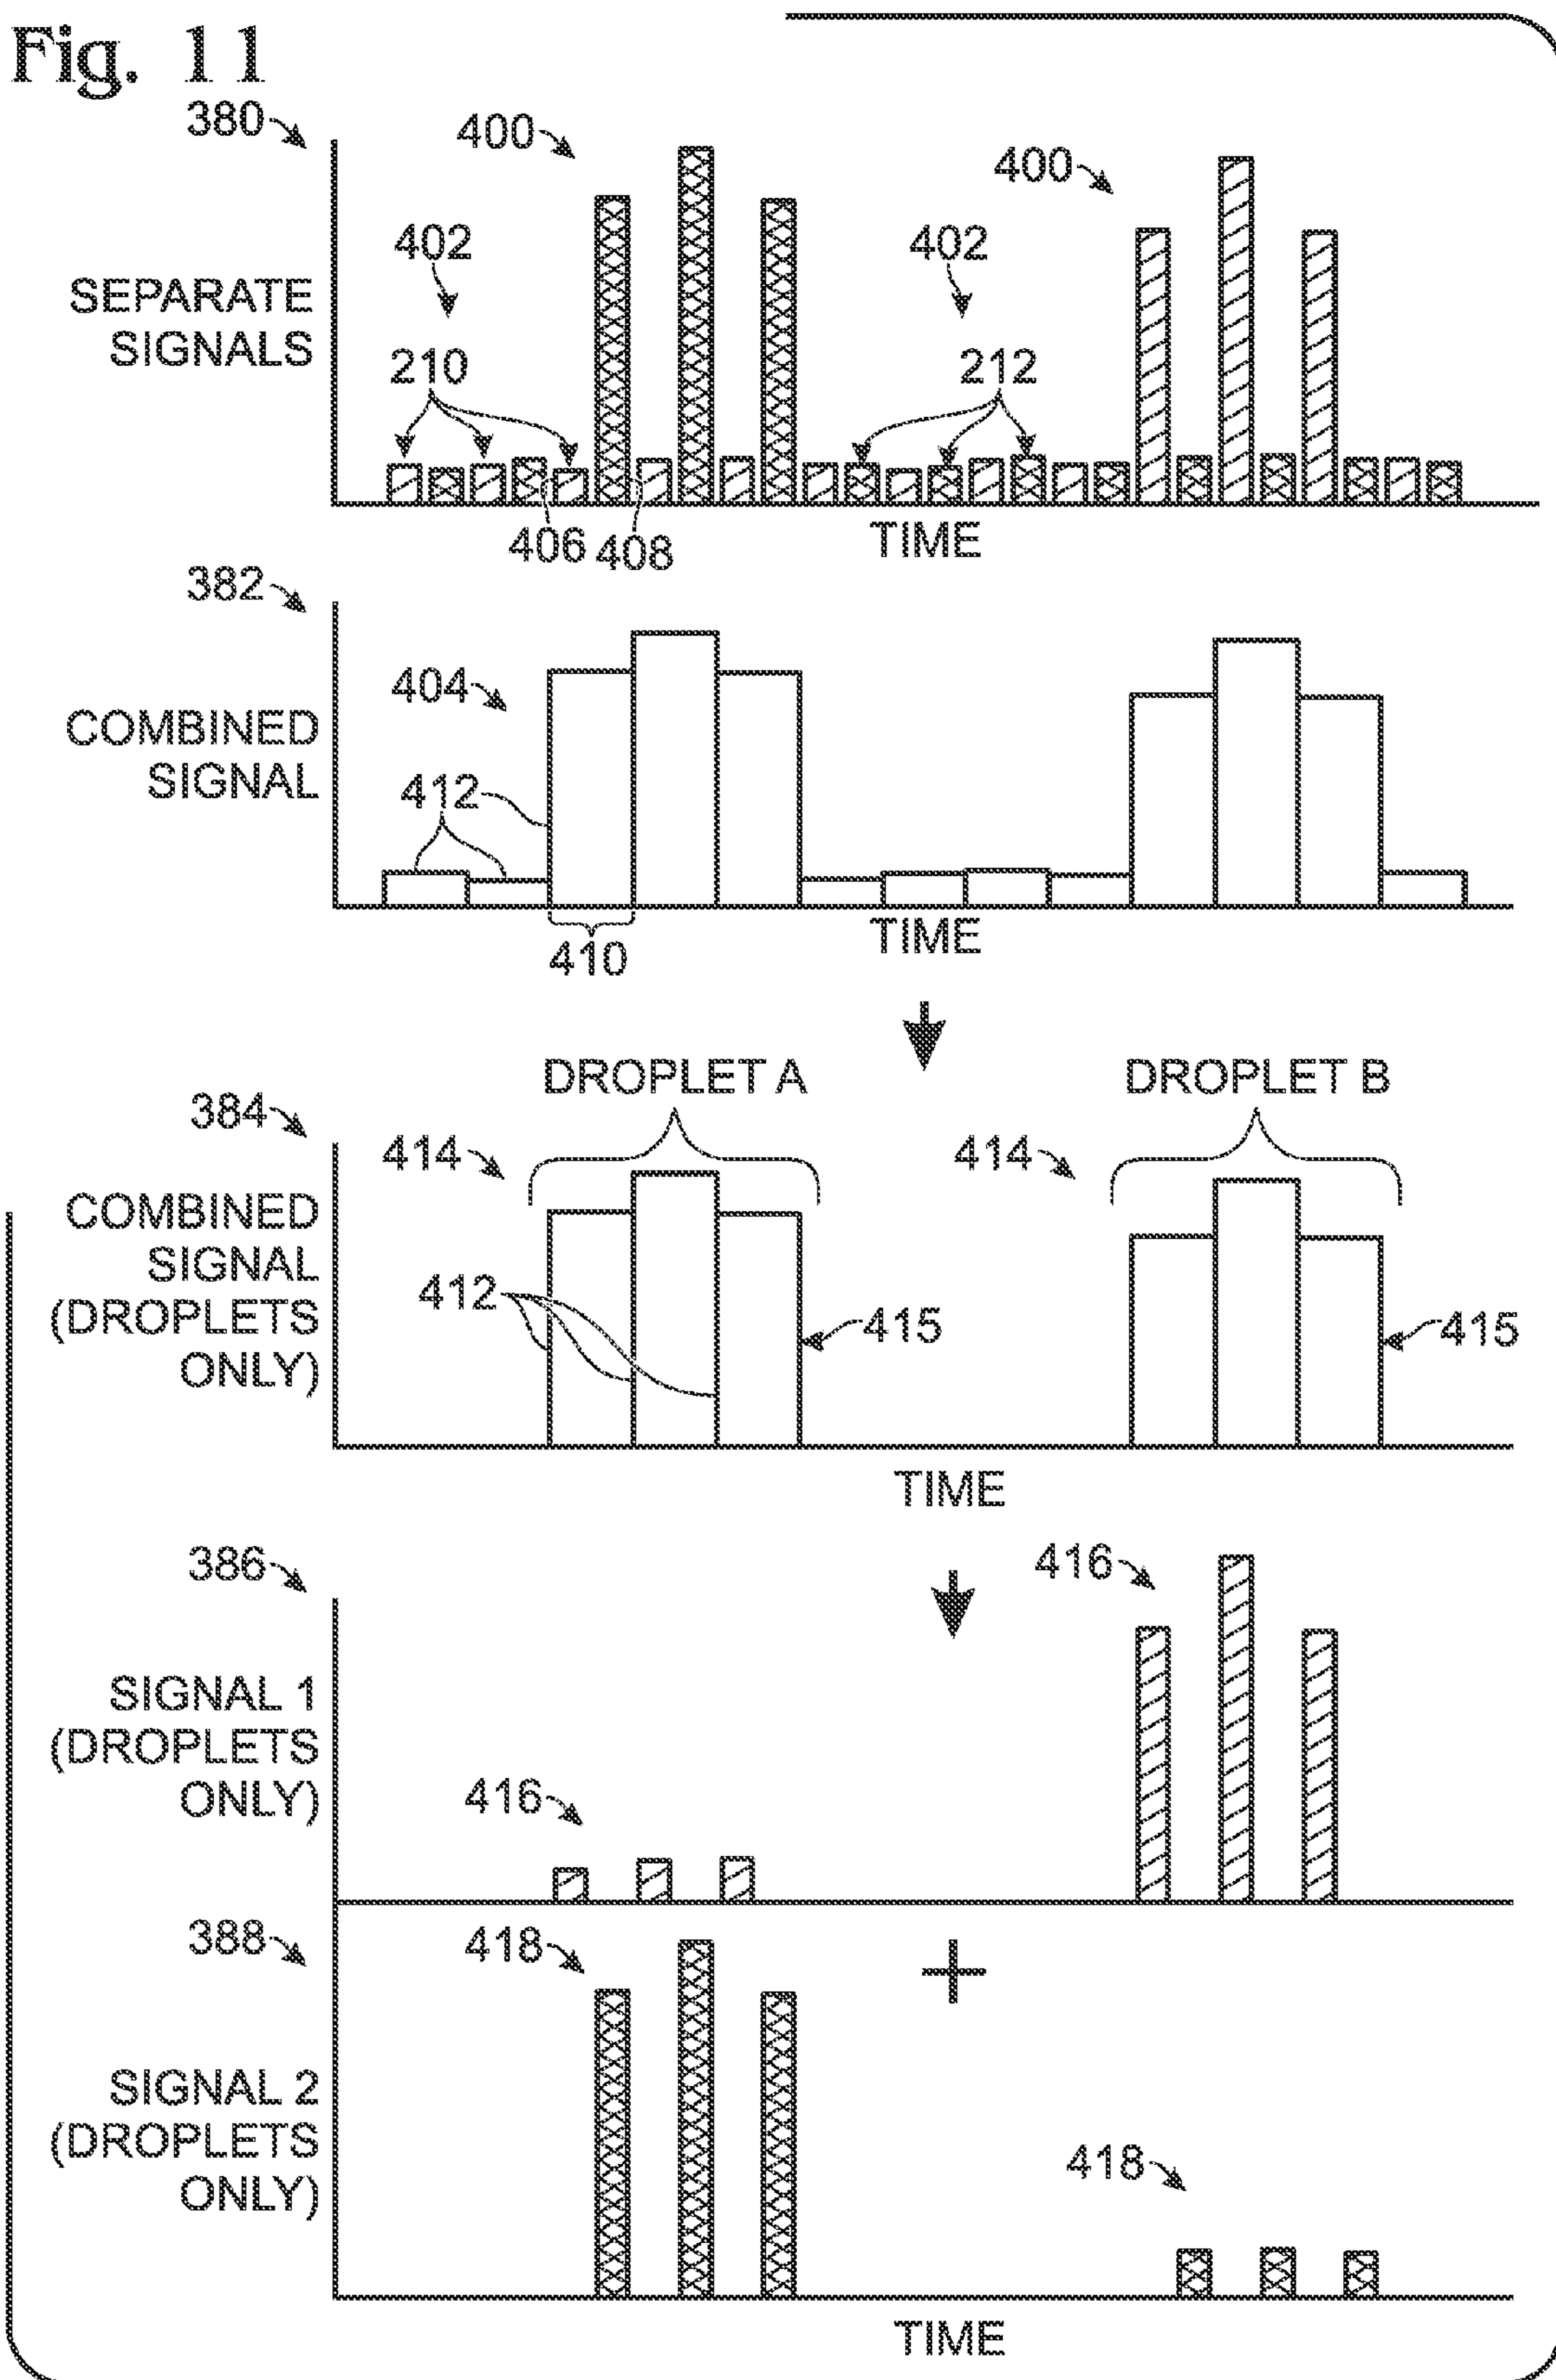 Fig. 11
380
400
400
402
402
SEPARATE
SIGNALS
210
212
406
408
TIME
382
404
COMBINED
SIGNAL
412
410
TIME
DROPLET A
DROPLET B
384
414
414
COMBINED
SIGNAL
(DROPLETS
ONLY)
412
415
415
TIME
386
416
SIGNAL 1
(DROPLETS
ONLY)
416
388
418
+
SIGNAL 2
(DROPLETS
ONLY)
418
TIME